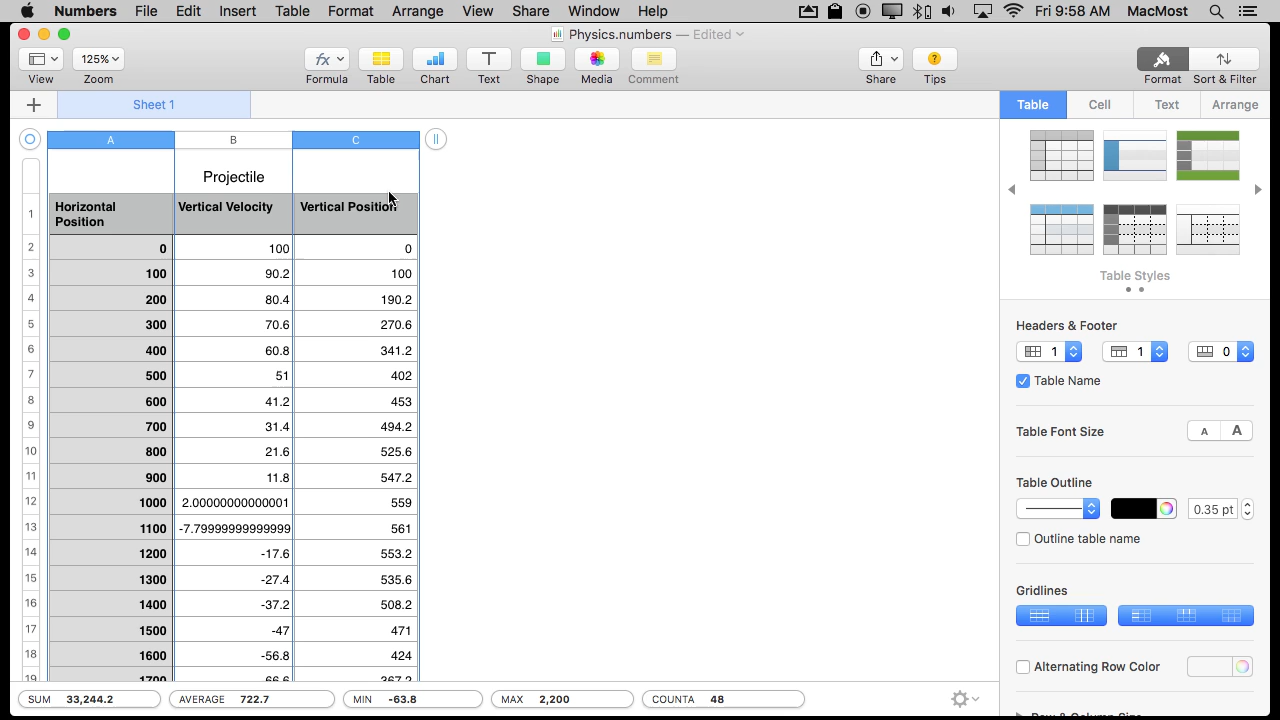 Numbers File Edit Insert Table Format Arrange View Share Window Help Fri 9:58 AM MacMost
Physics.numbers — Edited
125%
View Zoom Formula Table Chart Text Shape Media Comment Share Tips Format Sort & Filter
Sheet 1
Table Cell Text Arrange
A B C
Projectile
1 Horizontal Position Vertical Velocity Vertical Position
2 0 100 0
3 100 90.2 100
4 200 80.4 190.2
5 300 70.6 270.6
6 400 60.8 341.2
7 500 51 402
8 600 41.2 453
9 700 31.4 494.2
10 800 21.6 525.6
11 900 11.8 547.2
12 1000 2.00000000000001 559
13 1100 -7.79999999999999 561
14 1200 -17.6 553.2
15 1300 -27.4 535.6
16 1400 -37.2 508.2
17 1500 -47 471
18 1600 -56.8 424
19 1700 -66.6 367.2
Table Styles
Headers & Footer
1 1 0
Table Name
Table Font Size A A
Table Outline
0.35 pt
Outline table name
Gridlines
Alternating Row Color
Row & Column Size
SUM 33,244.2 AVERAGE 722.7 MIN -63.8 MAX 2,200 COUNTA 48